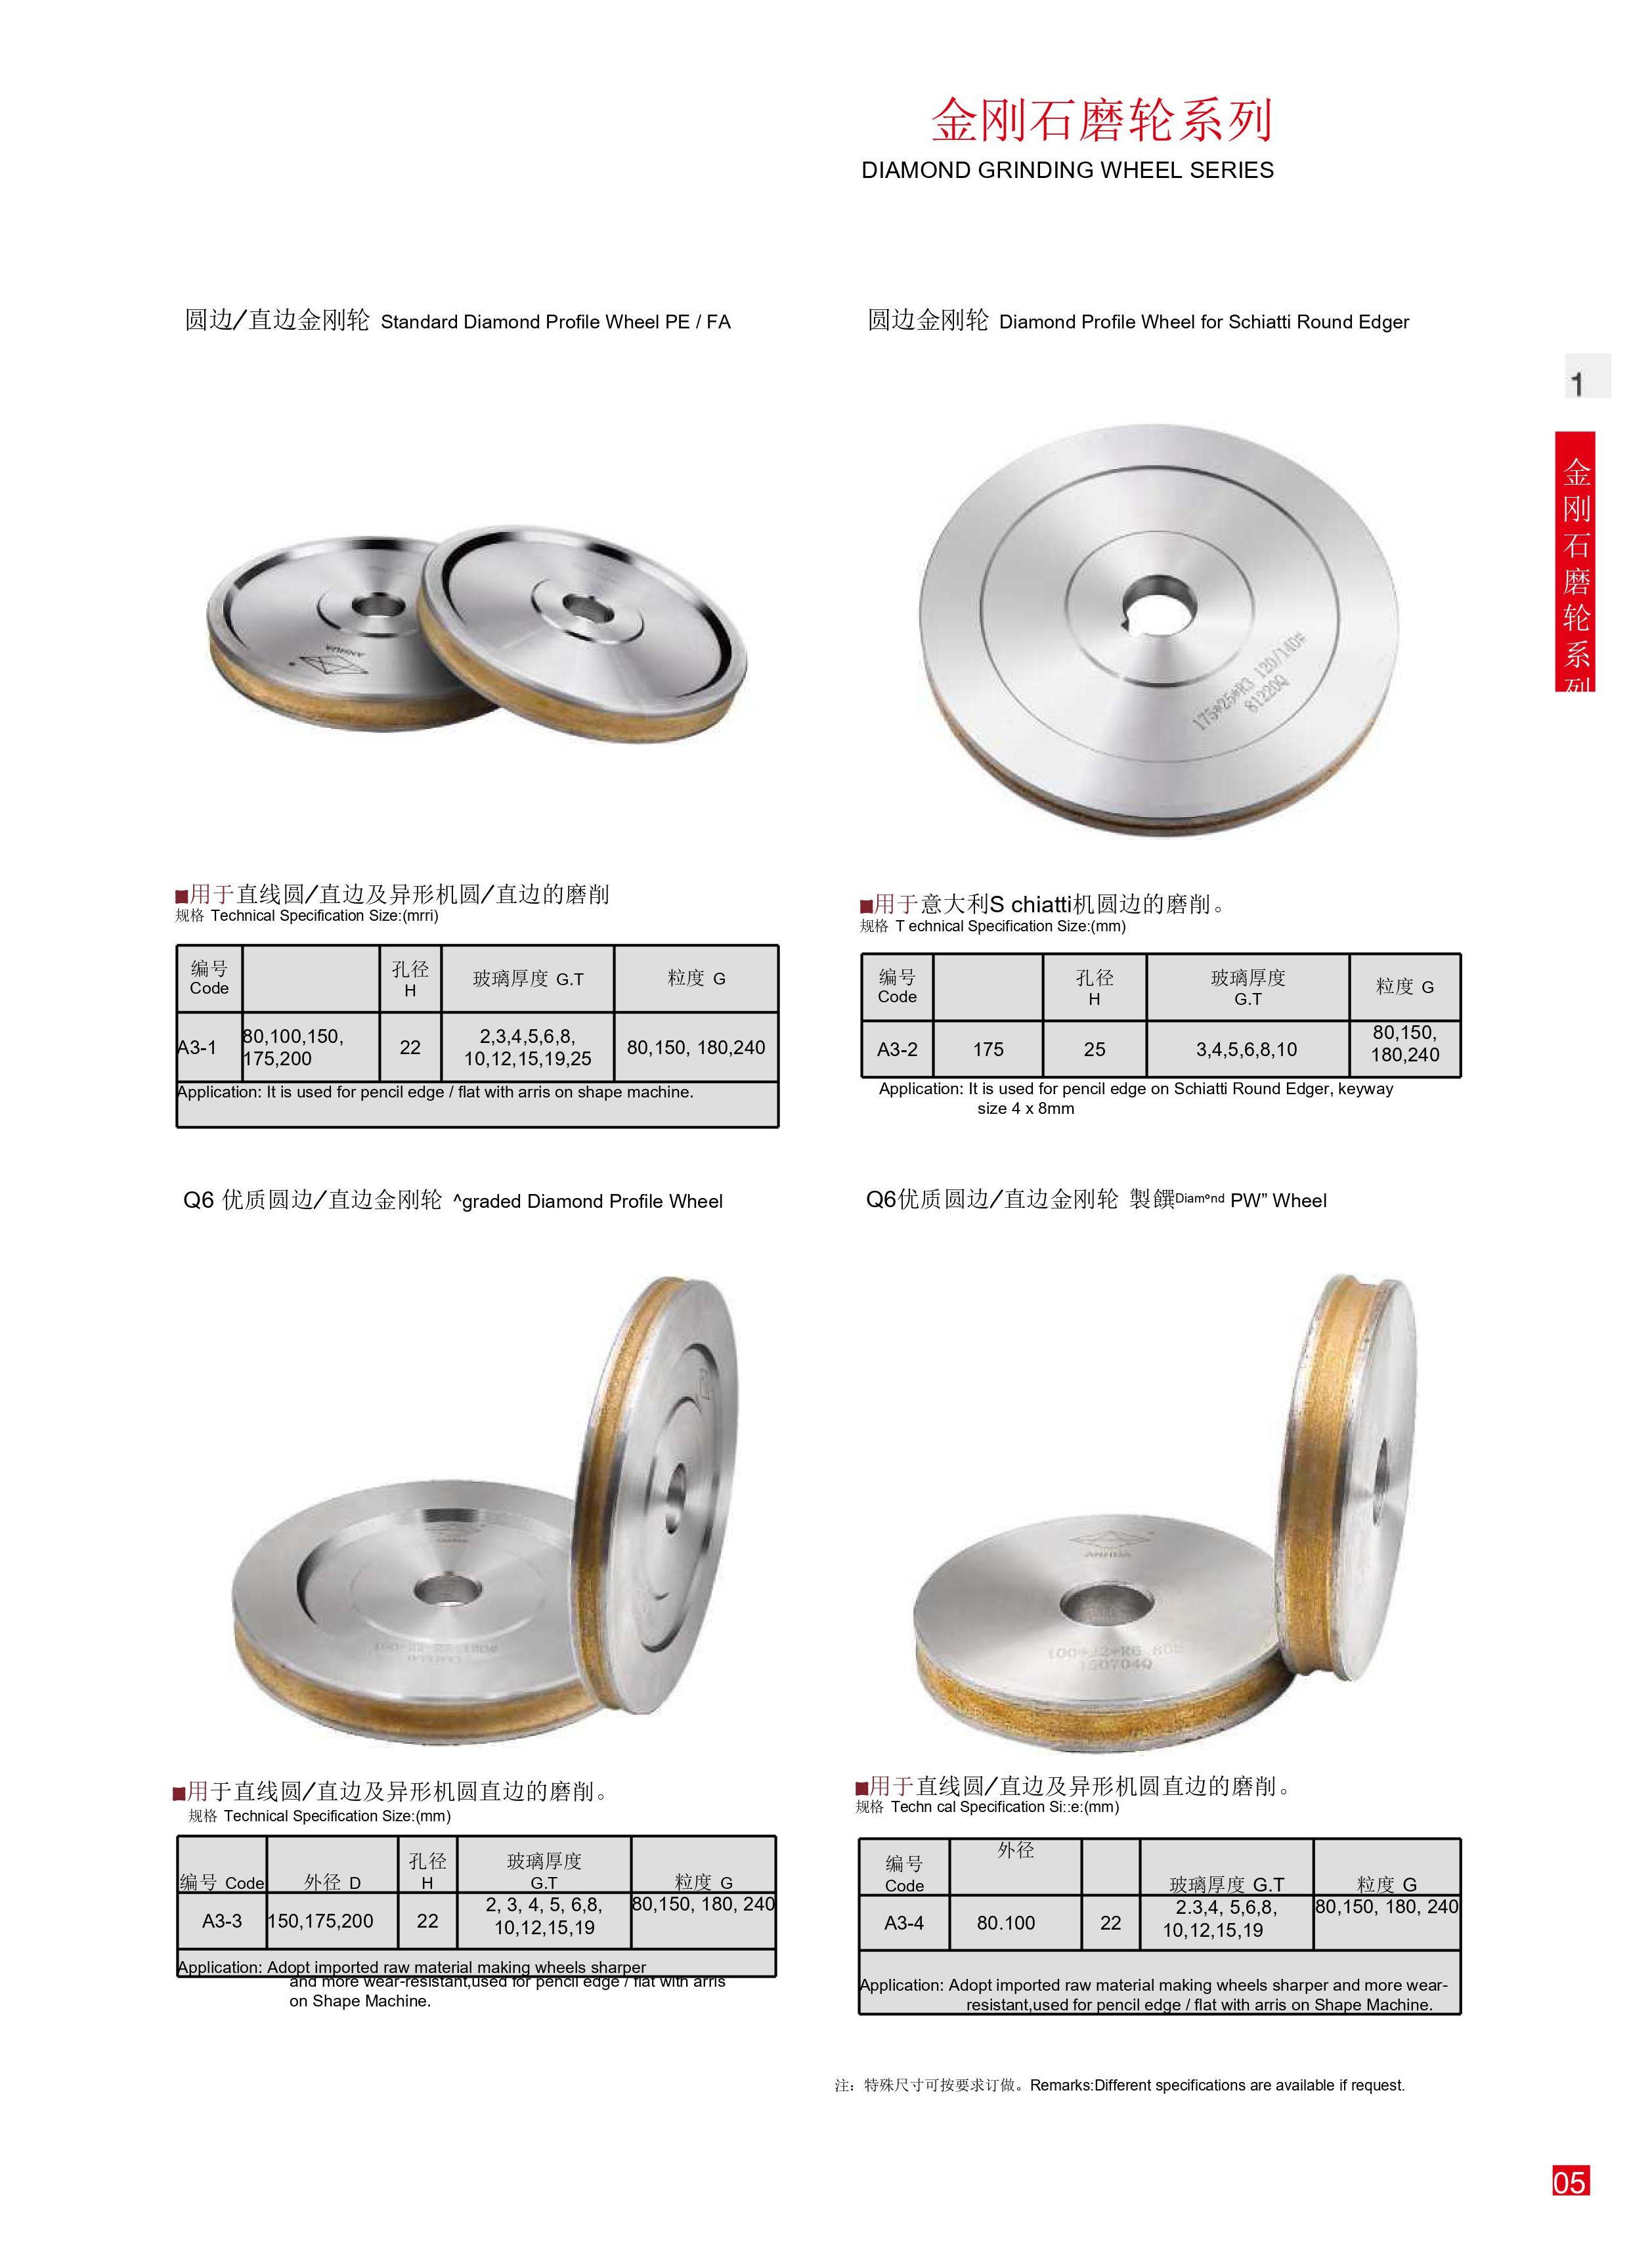 金刚石磨轮系列
DIAMOND GRINDING WHEEL SERIES
圆边/直边金刚轮 Standard Diamond Profile Wheel PE / FA
圆边金刚轮 Diamond Profile Wheel for Schiatti Round Edger
1
金刚石磨轮系列
ANHUA
175*25*R3 120/140#
81220Q
■用于直线圆/直边及异形机圆/直边的磨削
规格 Technical Specification Size:(mrri)
编号
Code
孔径
H
玻璃厚度 G.T
粒度 G
A3-1
80,100,150,
175,200
22
2,3,4,5,6,8,
10,12,15,19,25
80,150, 180,240
Application: It is used for pencil edge / flat with arris on shape machine.
■用于意大利S chiatti机圆边的磨削。
规格 T echnical Specification Size:(mm)
编号
Code
孔径
H
玻璃厚度
G.T
粒度 G
A3-2
175
25
3,4,5,6,8,10
80,150,
180,240
Application: It is used for pencil edge on Schiatti Round Edger, keyway
size 4 x 8mm
Q6 优质圆边/直边金刚轮 ^graded Diamond Profile Wheel
Q6优质圆边/直边金刚轮 製饌Diam°nd PW” Wheel
ANHUA
100*22*R6 80#
150704Q
■用于直线圆/直边及异形机圆直边的磨削。
规格 Technical Specification Size:(mm)
编号 Code
外径 D
孔径
H
玻璃厚度
G.T
粒度 G
A3-3
150,175,200
22
2, 3, 4, 5, 6,8,
10,12,15,19
80,150, 180, 240
Application: Adopt imported raw material making wheels sharper
and more wear-resistant,used for pencil edge / flat with arris
on Shape Machine.
■用于直线圆/直边及异形机圆直边的磨削。
规格 Techn cal Specification Si::e:(mm)
编号
Code
外径
玻璃厚度 G.T
粒度 G
A3-4
80.100
22
2.3,4, 5,6,8,
10,12,15,19
80,150, 180, 240
Application: Adopt imported raw material making wheels sharper and more wear-
resistant,used for pencil edge / flat with arris on Shape Machine.
注：特殊尺寸可按要求订做。Remarks:Different specifications are available if request.
05